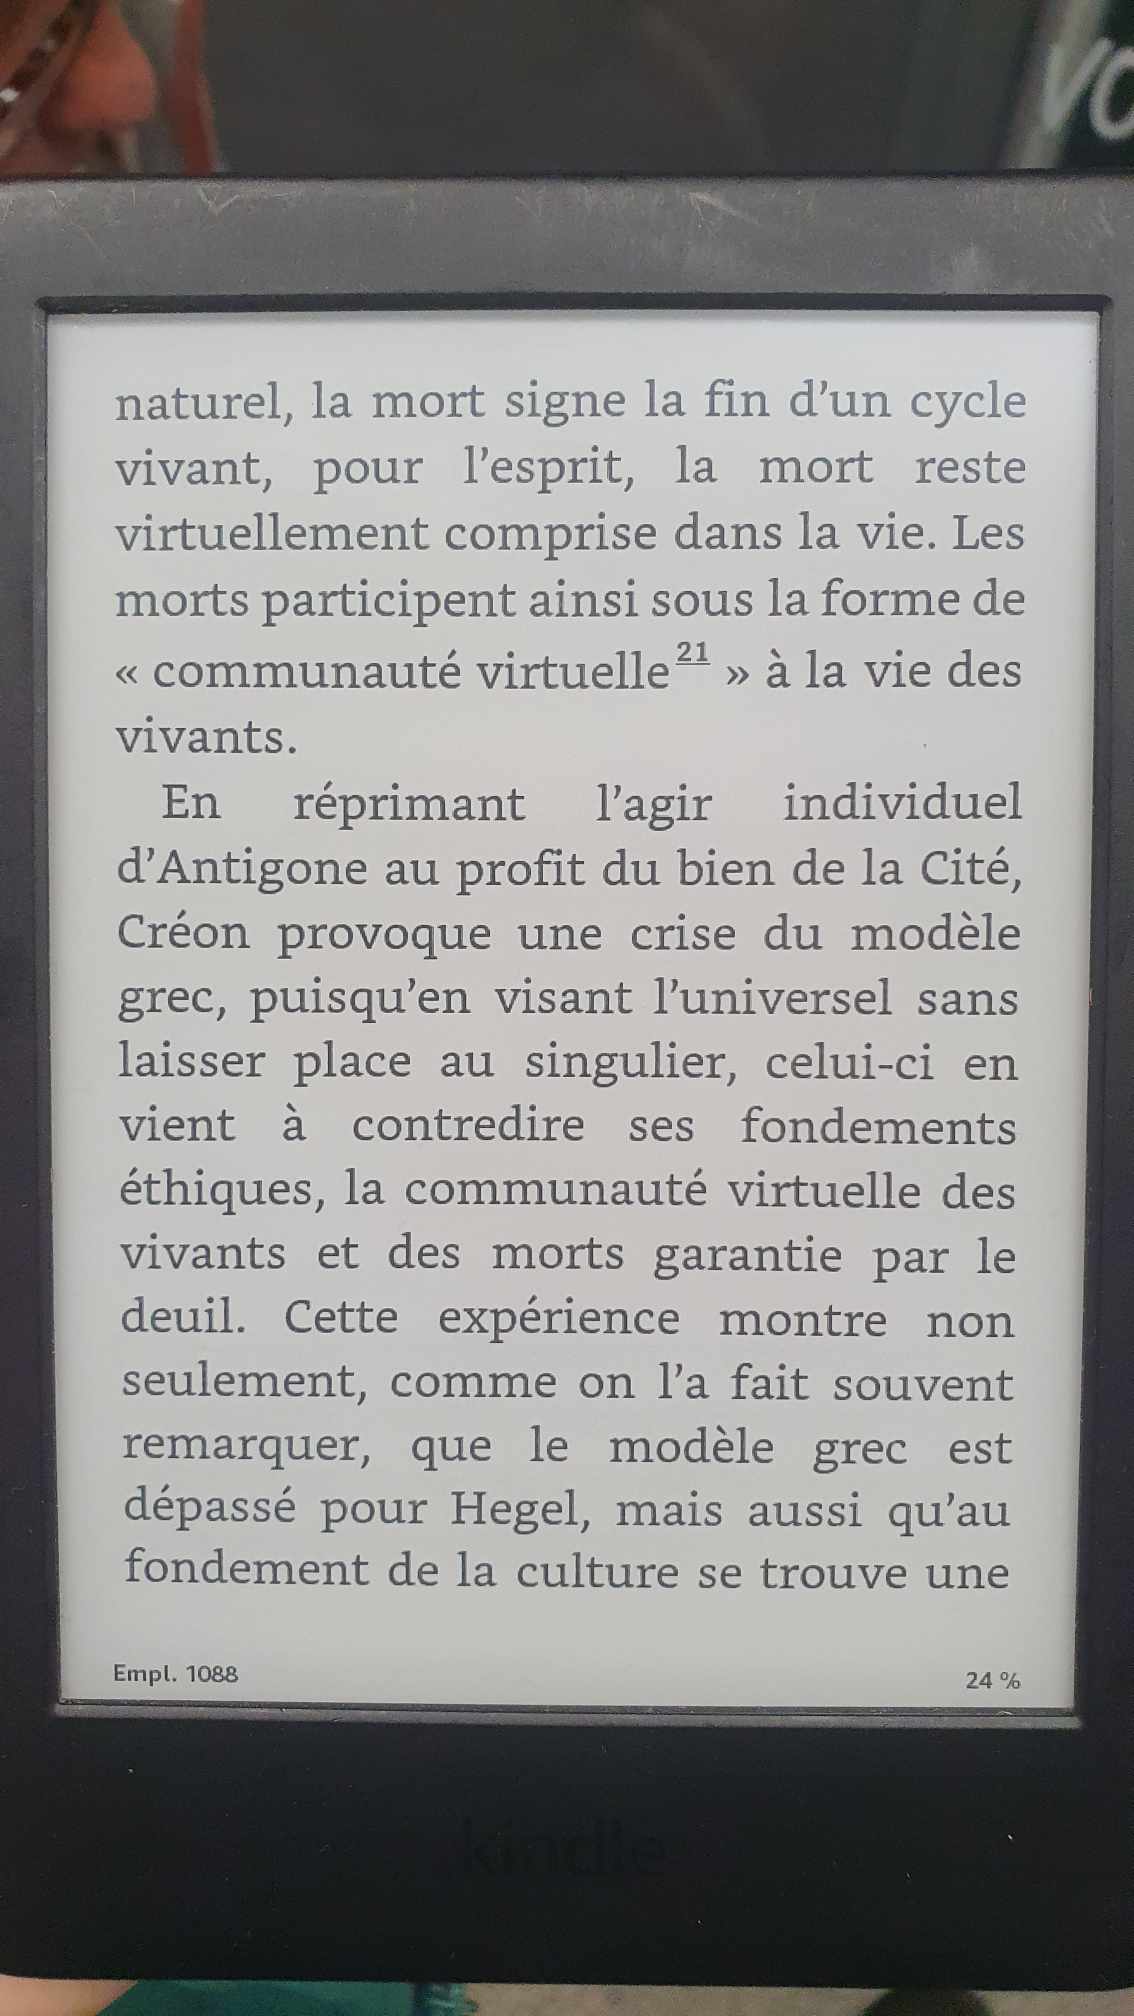 VO
naturel, la mort signe la fin d’un cycle
vivant, pour l’esprit, la mort reste
virtuellement comprise dans la vie. Les
morts participent ainsi sous la forme de
« communauté virtuelle²¹ » à la vie des
vivants.
En réprimant l’agir individuel
d’Antigone au profit du bien de la Cité,
Créon provoque une crise du modèle
grec, puisqu’en visant l’universel sans
laisser place au singulier, celui-ci en
vient à contredire ses fondements
éthiques, la communauté virtuelle des
vivants et des morts garantie par le
deuil. Cette expérience montre non
seulement, comme on l’a fait souvent
remarquer, que le modèle grec est
dépassé pour Hegel, mais aussi qu’au
fondement de la culture se trouve une
Empl. 1088
24 %
kindle